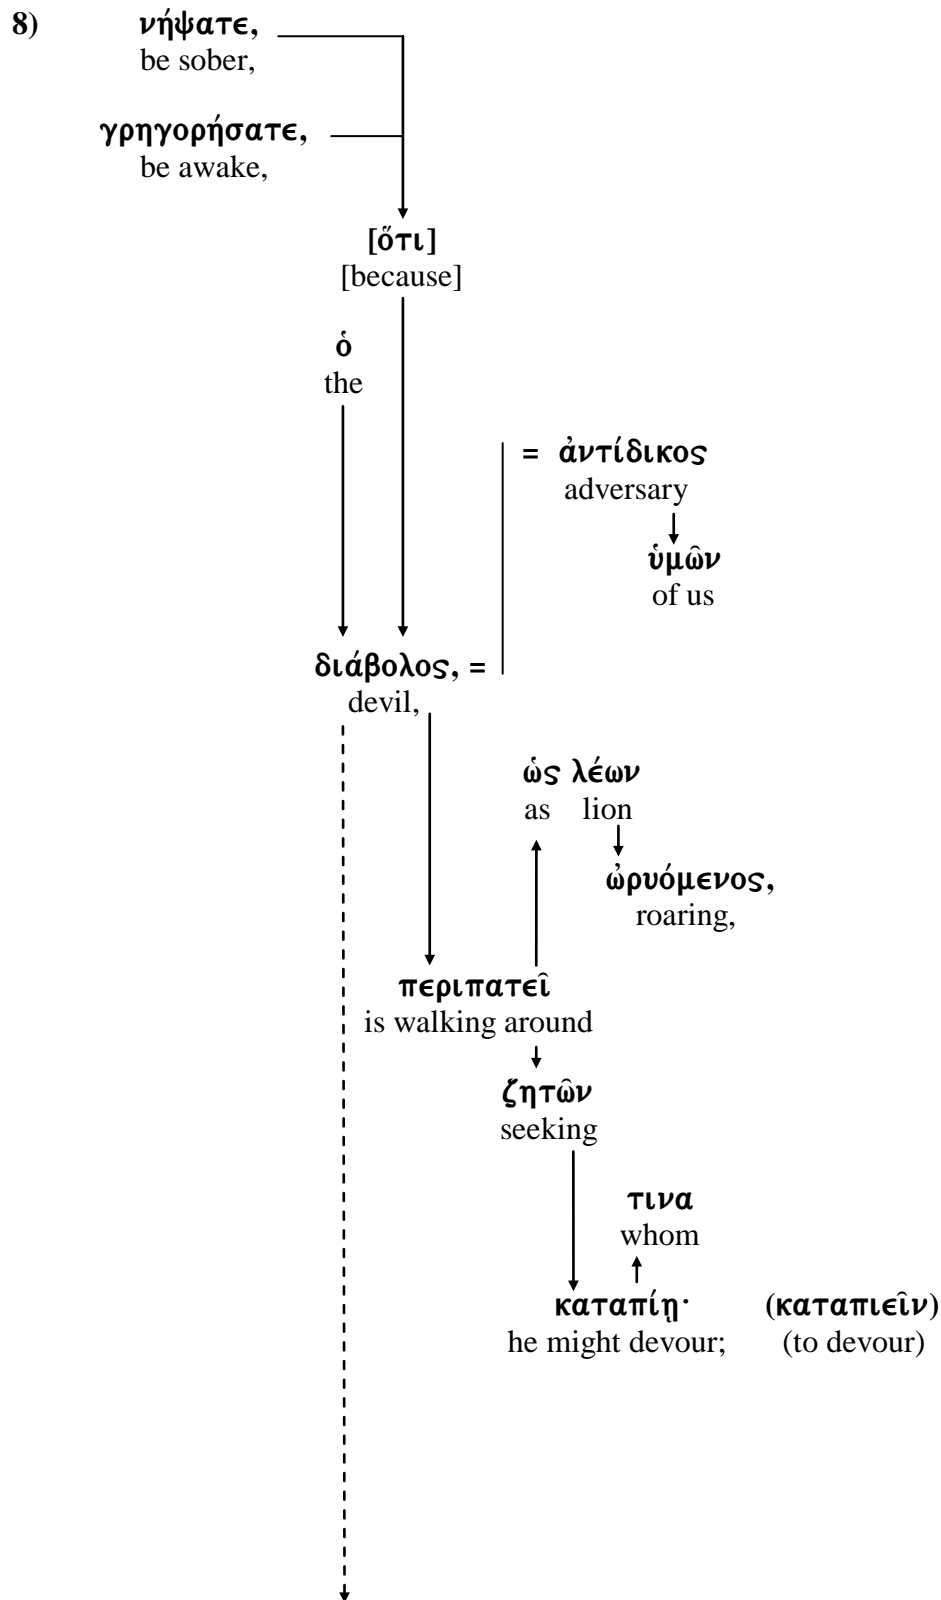 8) νήψατε,
be sober,
γρηγορήσατε,
be awake,
[ὅτι]
[because]
ὁ
the
= ἀντίδικος
adversary
ὑμῶν
of us
διάβολος, =
devil,
ὡς λέων
as lion
ὠρυόμενος,
roaring,
περιπατεῖ
is walking around
ζητῶν
seeking
τινα
whom
καταπίῃ· (καταπιεῖν)
he might devour; (to devour)